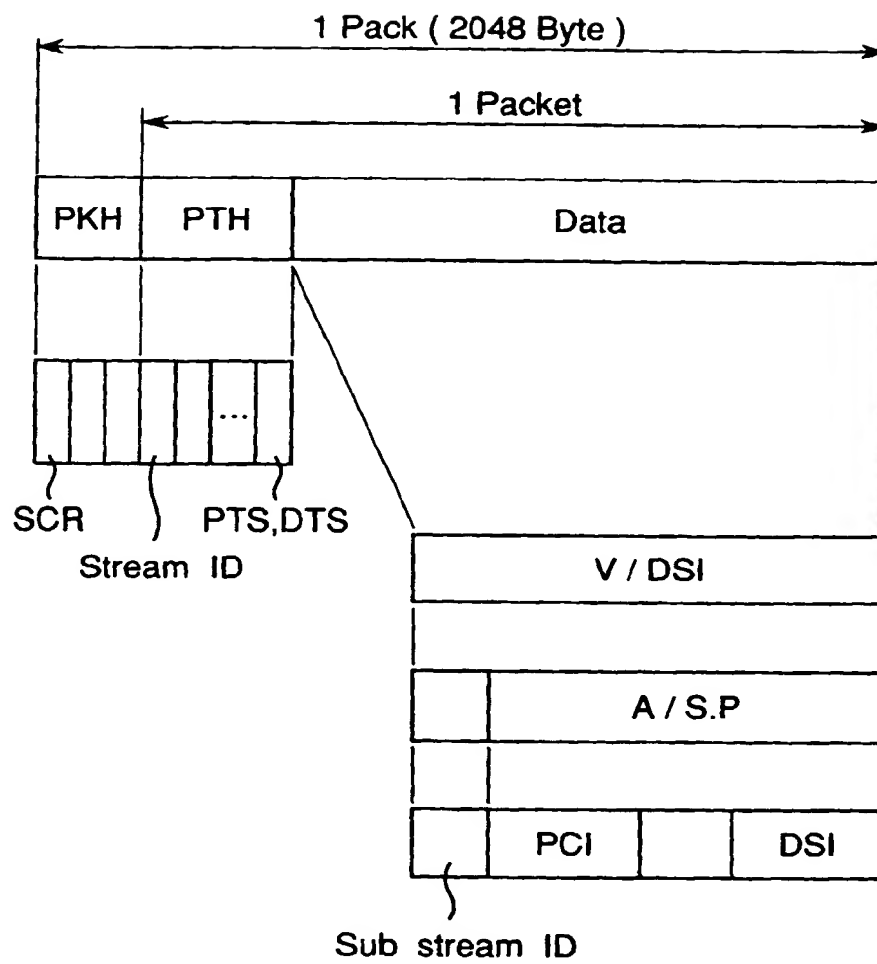 1 Pack ( 2048 Byte )
1 Packet
PKH PTH Data
...
SCR PTS,DTS
Stream ID
V / DSI
A / S.P
PCI DSI
Sub stream ID